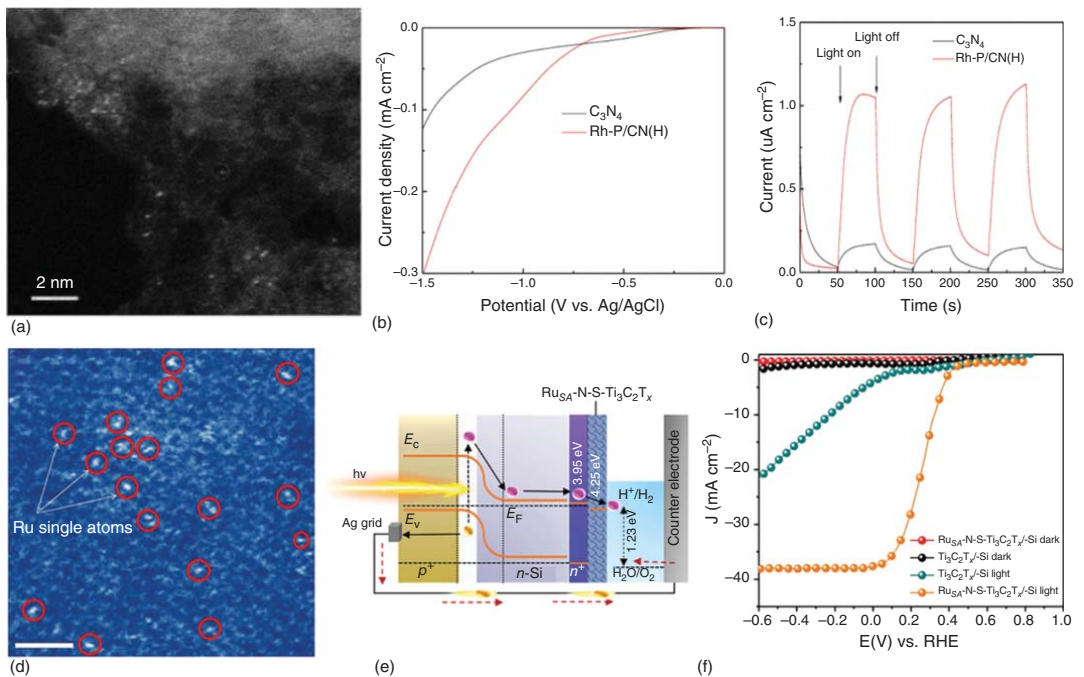 2 nm
(a)
0.0
−0.1
−0.2
−0.3
−1.5
−1.0
−0.5
0.0
Current density (mA cm⁻²)
Potential (V vs. Ag/AgCl)
C₃N₄
Rh-P/CN(H)
(b)
Light on
Light off
C₃N₄
Rh-P/CN(H)
1.5
1.0
0.5
0.0
0 50 100 150 200 250 300 350
Current (uA cm⁻²)
Time (s)
(c)
Ru single atoms
(d)
Ru_SA-N-S-Ti₃C₂Tₓ
E_c
hv
Ag grid
E_v
E_F
p⁺
n-Si
n⁺
3.95 eV
4.25 eV
H⁺/H₂
1.23 eV
H₂O/O₂
Counter electrode
(e)
0
−10
−20
−30
−40
−0.6 −0.4 −0.2 0.0 0.2 0.4 0.6 0.8 1.0
J (mA cm⁻²)
E(V) vs. RHE
Ru_SA-N-S-Ti₃C₂Tₓ/-Si dark
Ti₃C₂Tₓ/-Si dark
Ti₃C₂Tₓ/-Si light
Ru_SA-N-S-Ti₃C₂Tₓ/-Si light
(f)